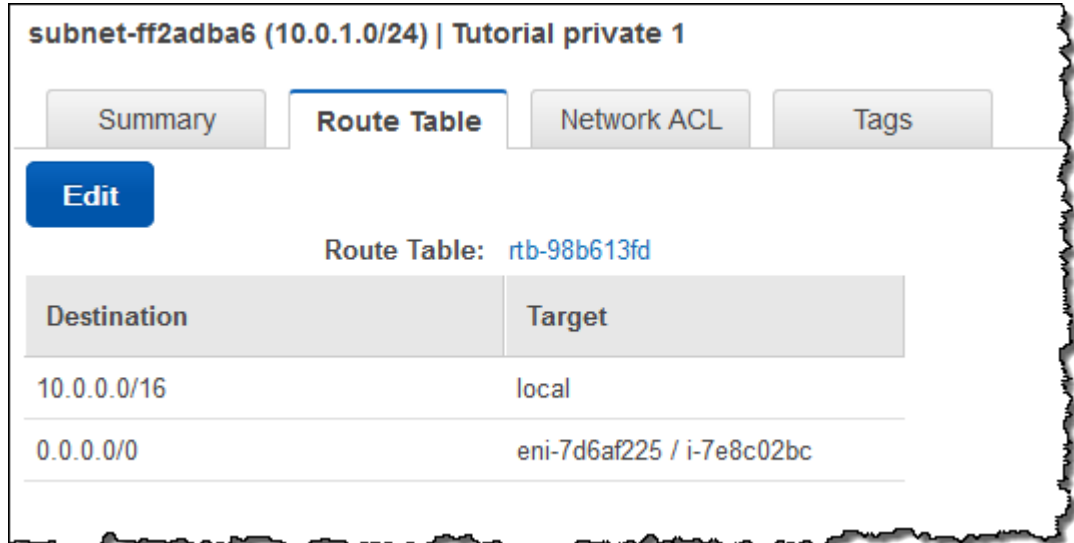 subnet-ff2adba6 (10.0.1.0/24) | Tutorial private 1
Summary Route Table Network ACL Tags
Edit
Route Table: rtb-98b613fd
Destination Target
10.0.0.0/16 local
0.0.0.0/0 eni-7d6af225 / i-7e8c02bc